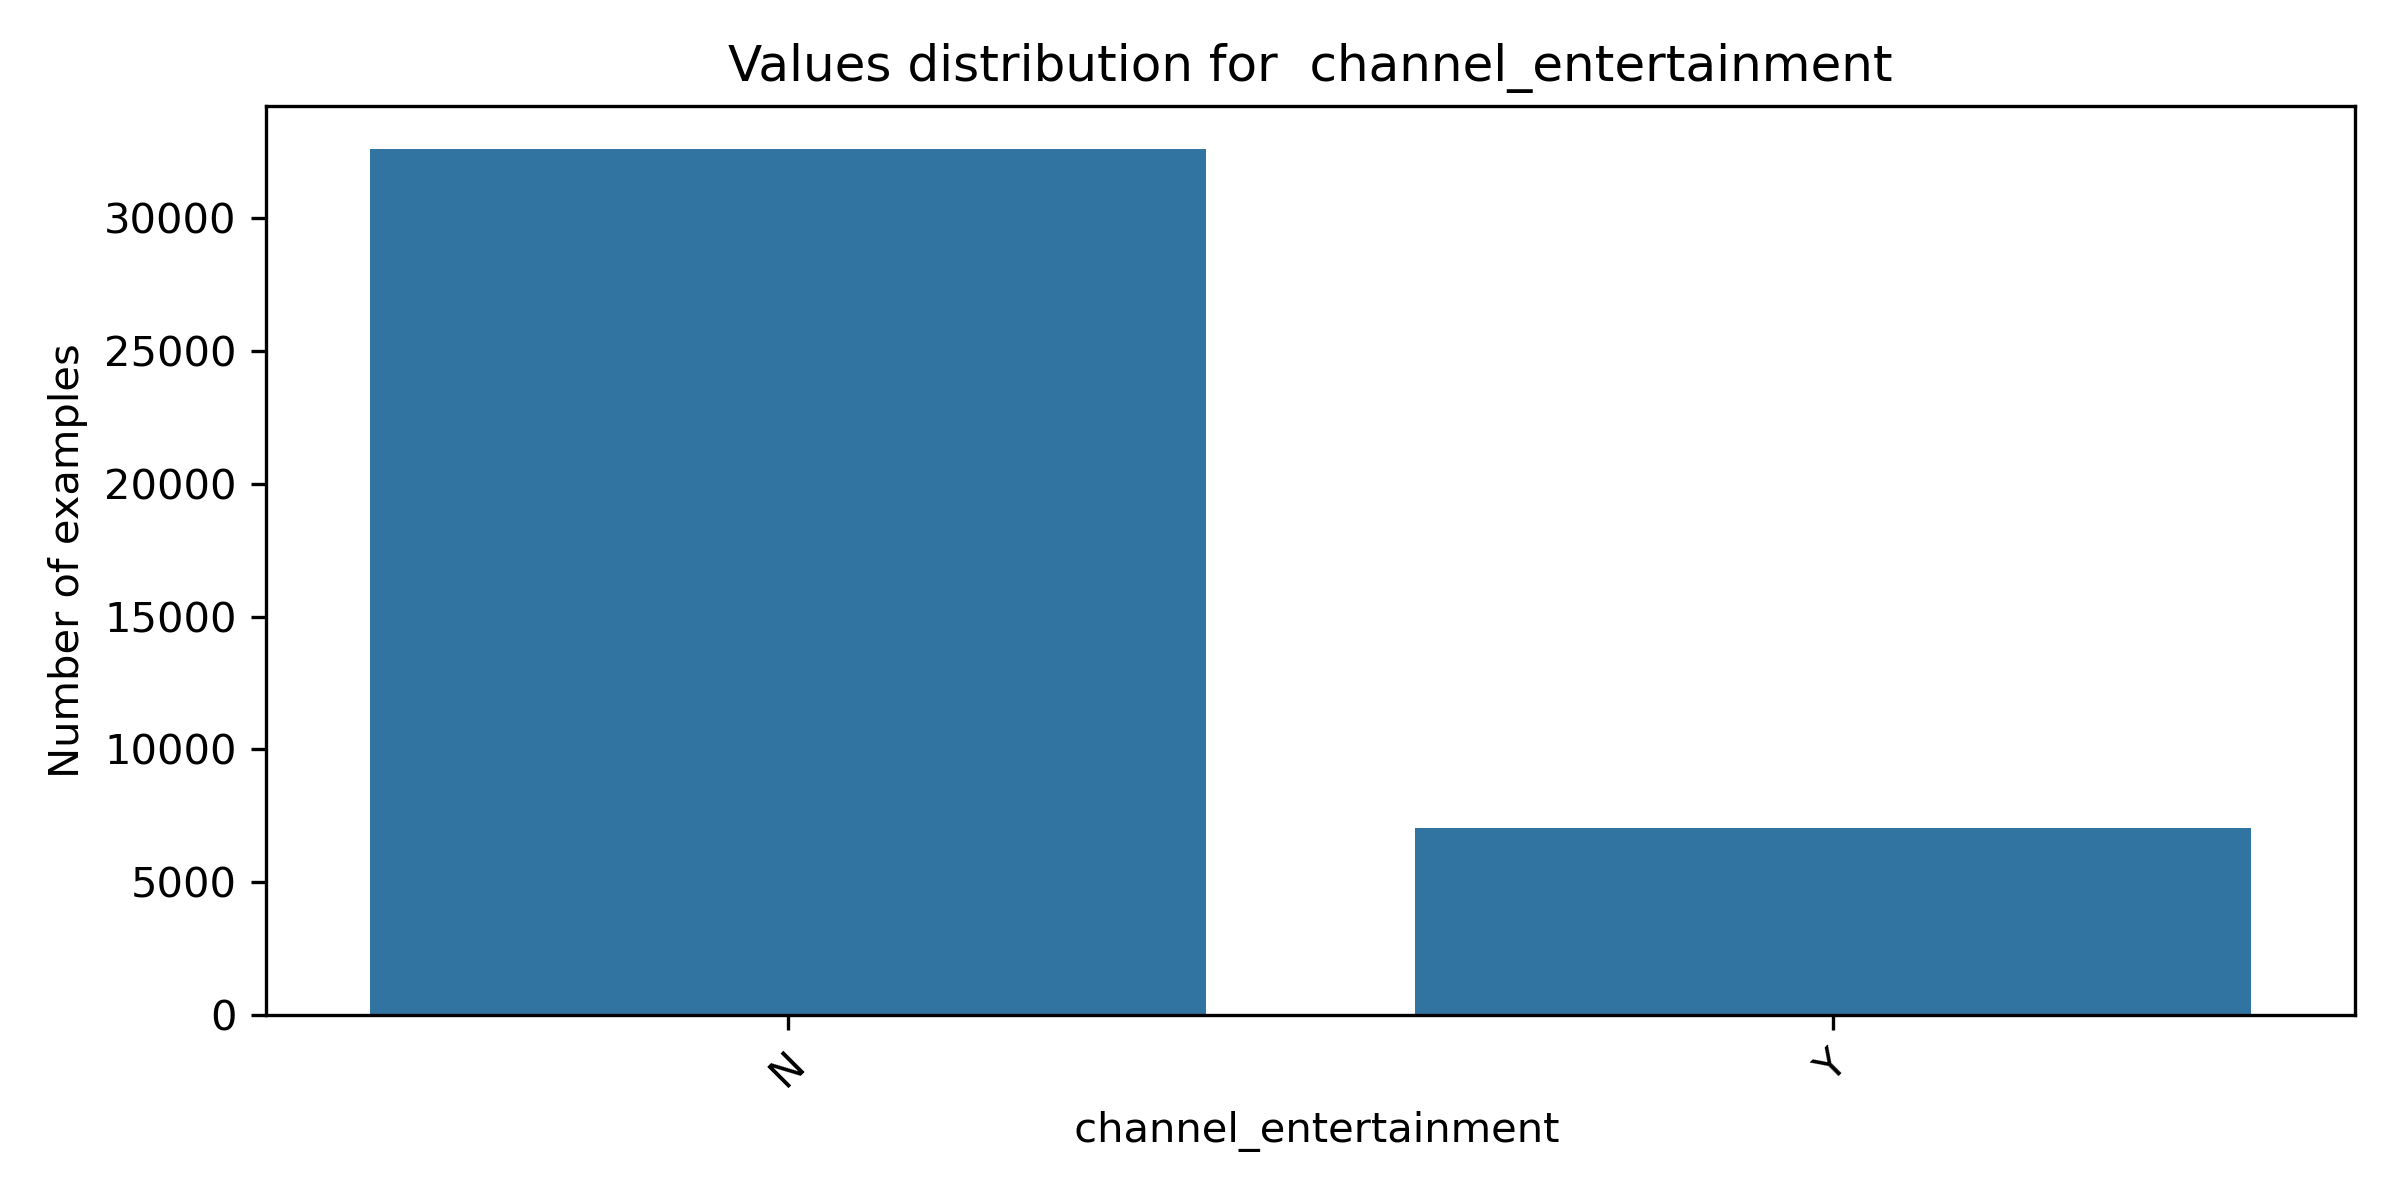 Values distribution for  channel_entertainment
Number of examples
30000
25000
20000
15000
10000
5000
0
N
Y
channel_entertainment